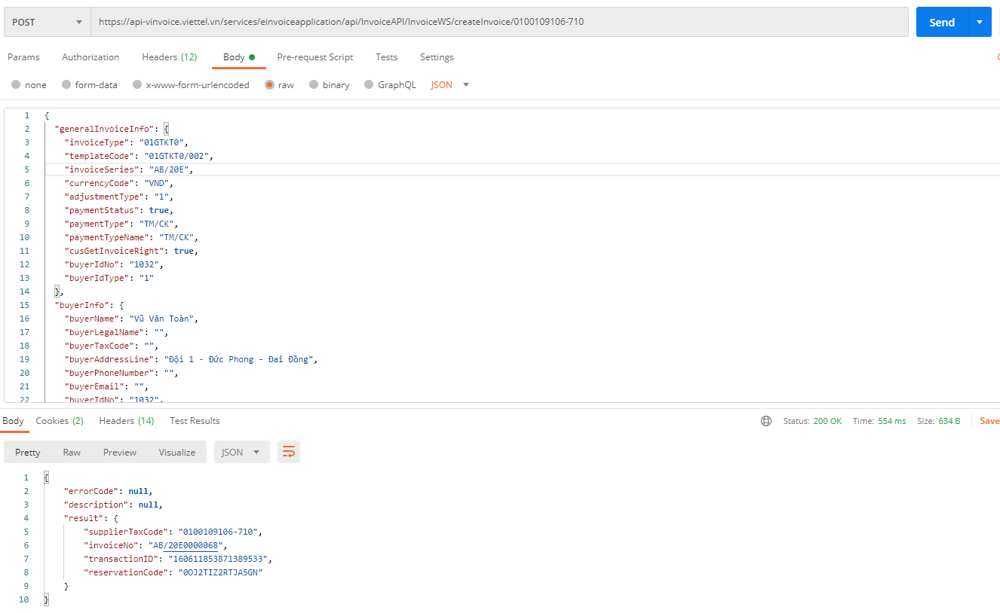 POST https://api-vinvoice.viettel.vn/services/einvoiceapplication/api/InvoiceAPI/InvoiceWS/createInvoice/0100109106-710 Send
Params Authorization Headers (12) Body Pre-request Script Tests Settings
none form-data x-www-form-urlencoded raw binary GraphQL JSON
1 {
2 "generalInvoiceInfo": {
3 "invoiceType": "01GTKT0",
4 "templateCode": "01GTKT0/002",
5 "invoiceSeries": "AB/20E",
6 "currencyCode": "VND",
7 "adjustmentType": "1",
8 "paymentStatus": true,
9 "paymentType": "TM/CK",
10 "paymentTypeName": "TM/CK",
11 "cusGetInvoiceRight": true,
12 "buyerIdNo": "1032",
13 "buyerIdType": "1"
14 },
15 "buyerInfo": {
16 "buyerName": "Vũ Văn Toàn",
17 "buyerLegalName": "",
18 "buyerTaxCode": "",
19 "buyerAddressLine": "Đội 1 - Đức Phong - Đai Đồng",
20 "buyerPhoneNumber": "",
21 "buyerEmail": "",
22 "buyerIdNo": "1032",
Body Cookies (2) Headers (14) Test Results Status: 200 OK Time: 554 ms Size: 634 B Save
Pretty Raw Preview Visualize JSON
1 {
2 "errorCode": null,
3 "description": null,
4 "result": {
5 "supplierTaxCode": "0100109106-710",
6 "invoiceNo": "AB/20E0000068",
7 "transactionID": "160611853871389533",
8 "reservationCode": "0OJ2TIZ2RTJA5GN"
9 }
10 }